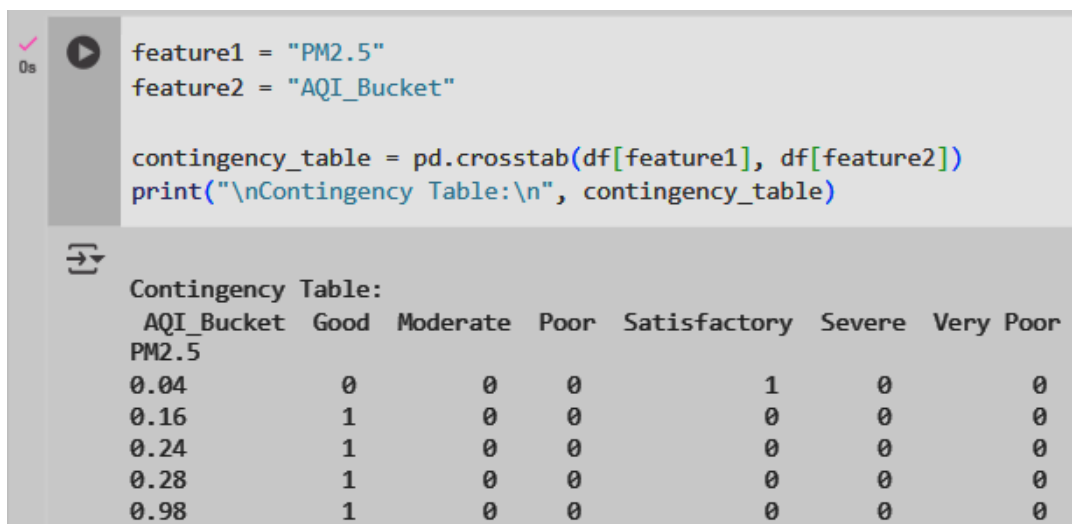 0s
feature1 = "PM2.5"
feature2 = "AQI_Bucket"
contingency_table = pd.crosstab(df[feature1], df[feature2])
print("\nContingency Table:\n", contingency_table)
Contingency Table:
AQI_Bucket Good Moderate Poor Satisfactory Severe Very Poor
PM2.5
0.04 0 0 0 1 0 0
0.16 1 0 0 0 0 0
0.24 1 0 0 0 0 0
0.28 1 0 0 0 0 0
0.98 1 0 0 0 0 0